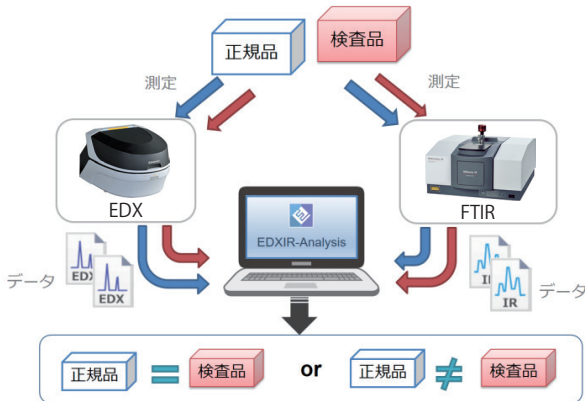 正規品
検査品
測定
測定
EDX
FTIR
EDXIR-Analysis
データ
EDX
EDX
IR
データ
正規品
検査品
or
正規品
検査品